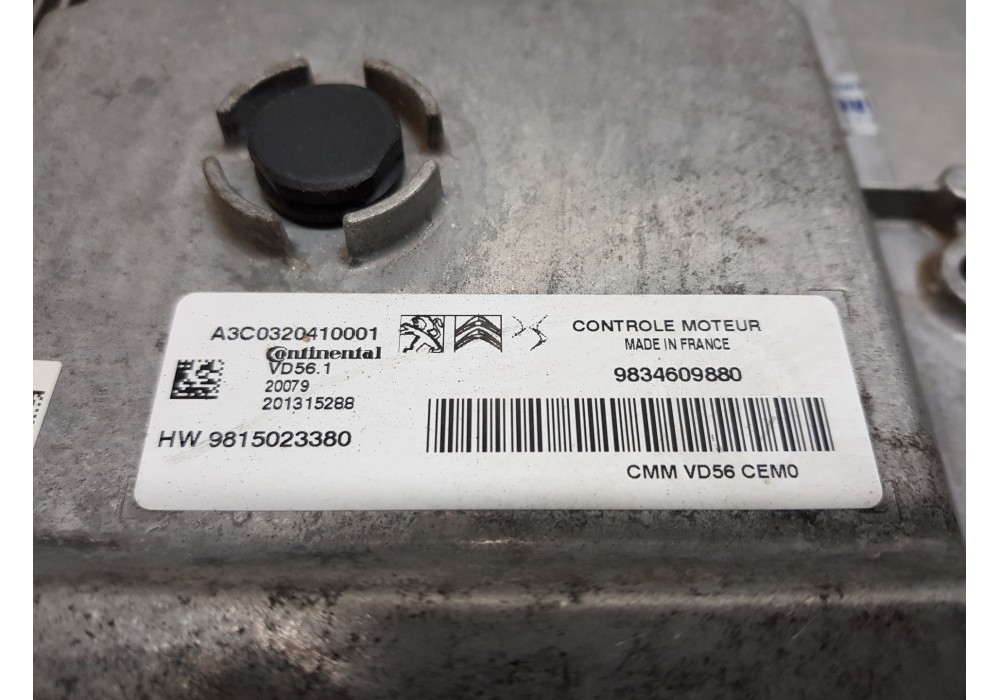 A3C0320410001
Continental
VD56.1
20079
201315288
HW 9815023380
CONTROLE MOTEUR
MADE IN FRANCE
9834609880
CMM VD56 CEM0